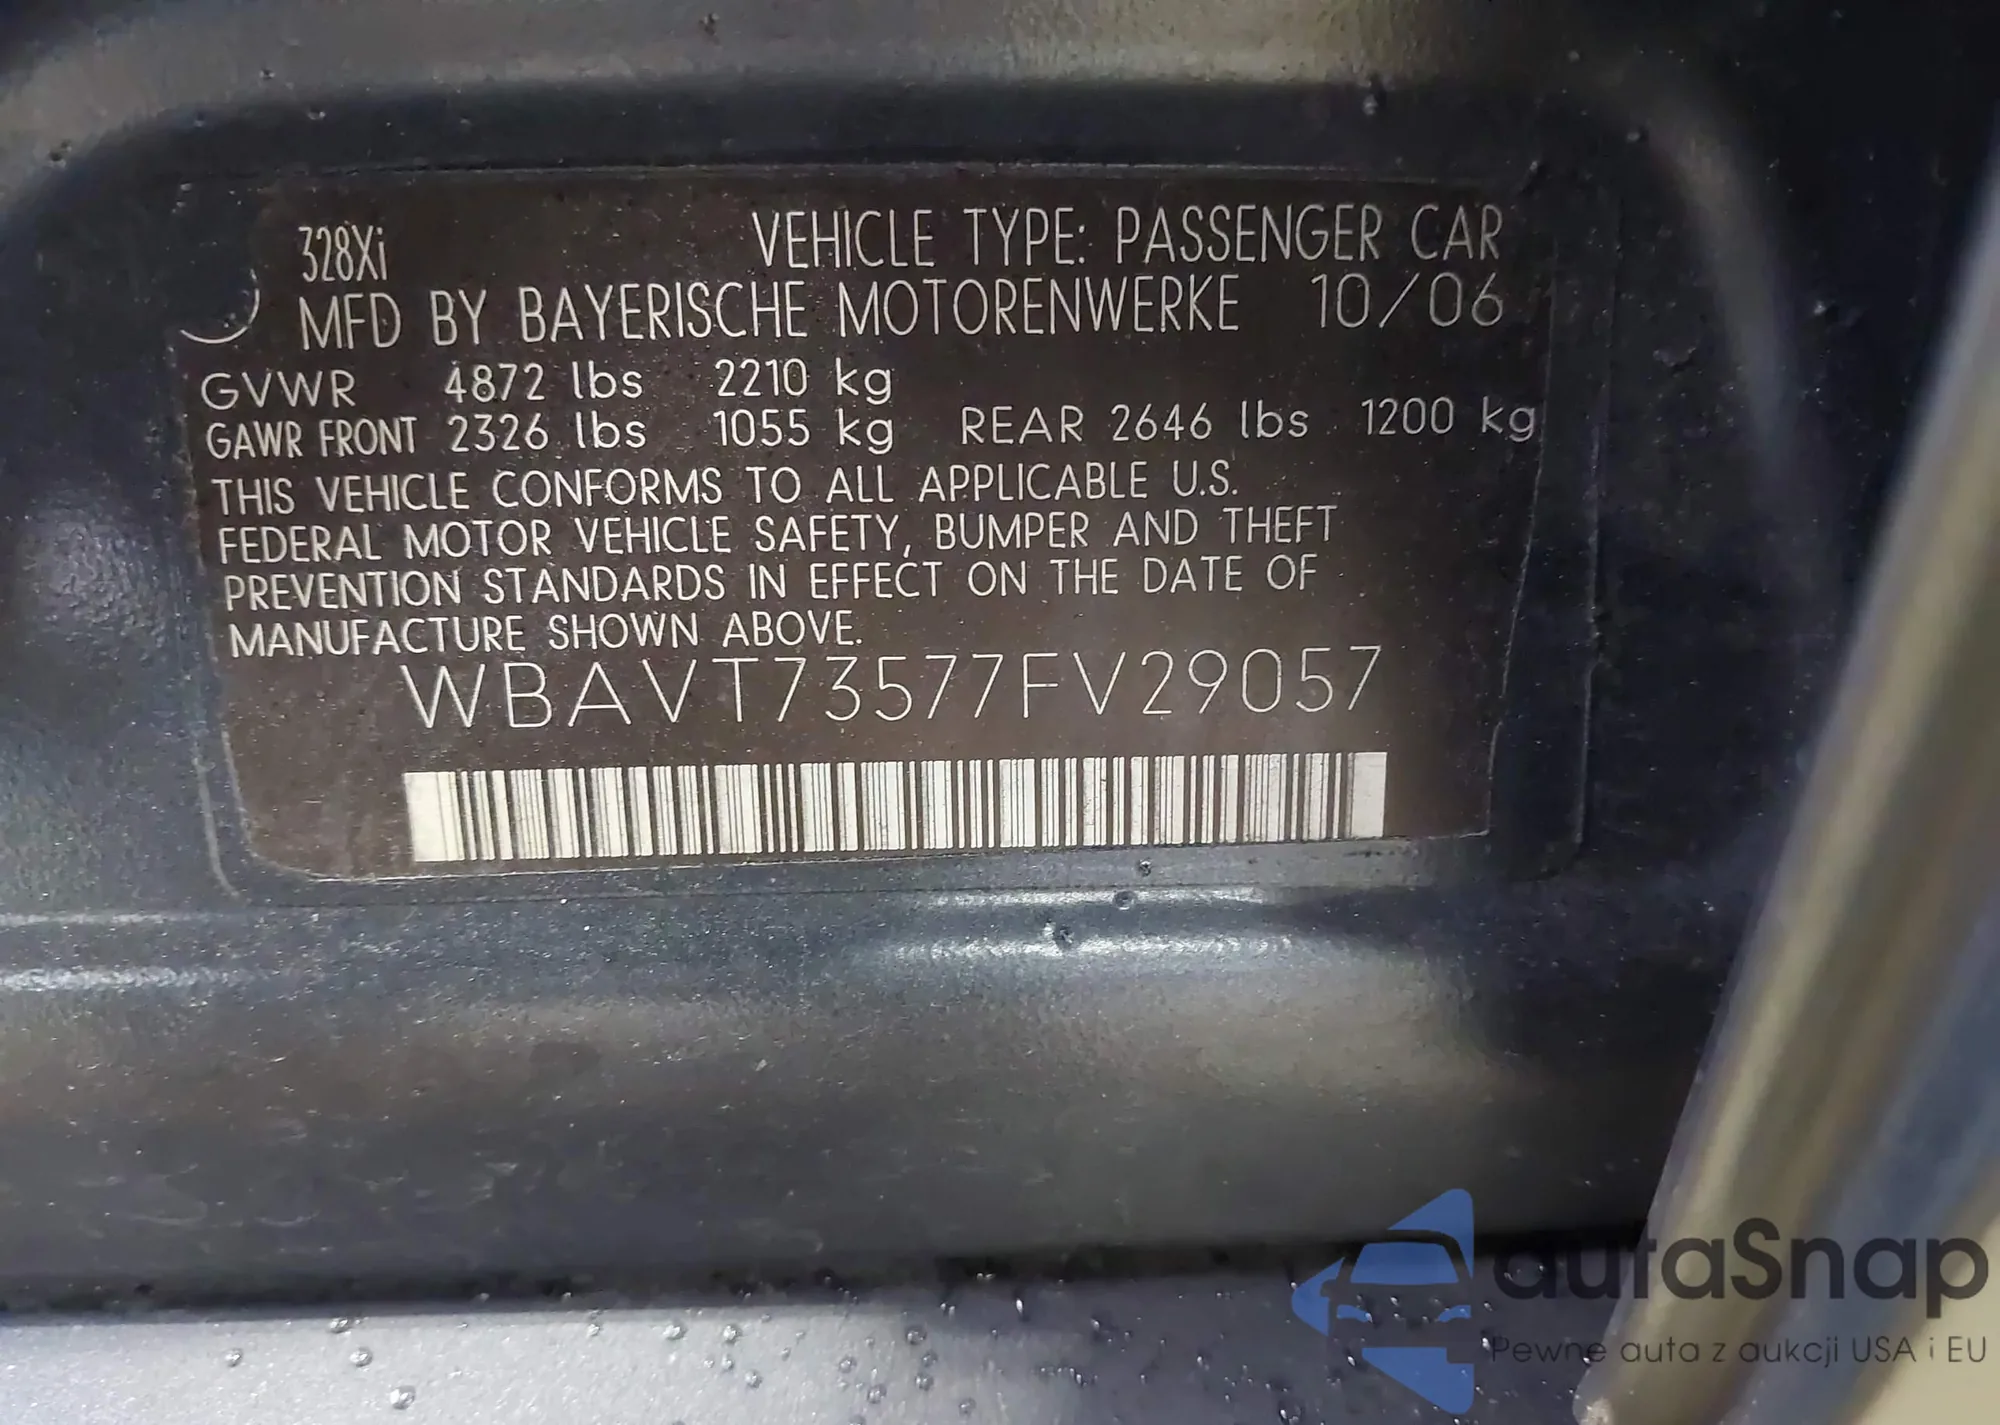 328Xi VEHICLE TYPE: PASSENGER CAR
MFD BY BAYERISCHE MOTORENWERKE 10/06
GVWR 4872 lbs 2210 kg
GAWR FRONT 2326 lbs 1055 kg REAR 2646 lbs 1200 kg
THIS VEHICLE CONFORMS TO ALL APPLICABLE U.S.
FEDERAL MOTOR VEHICLE SAFETY, BUMPER AND THEFT
PREVENTION STANDARDS IN EFFECT ON THE DATE OF
MANUFACTURE SHOWN ABOVE.
WBAVT73577FV29057
autaSnap
Pewne auta z aukcji USA i EU